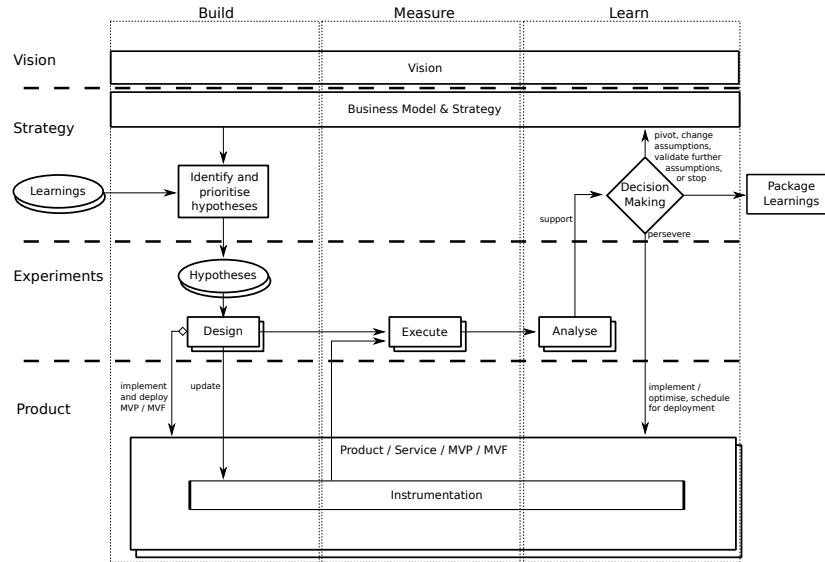 Build
Measure
Learn
Vision
Vision
Business Model & Strategy
Strategy
pivot, change
assumptions,
validate further
assumptions,
or stop
Learnings
Identify and
prioritise
hypotheses
Decision
Making
Package
Learnings
support
persevere
Experiments
Hypotheses
Design
Execute
Analyse
implement
and deploy
MVP / MVF
update
implement /
optimise, schedule
for deployment
Product
Product / Service / MVP / MVF
Instrumentation